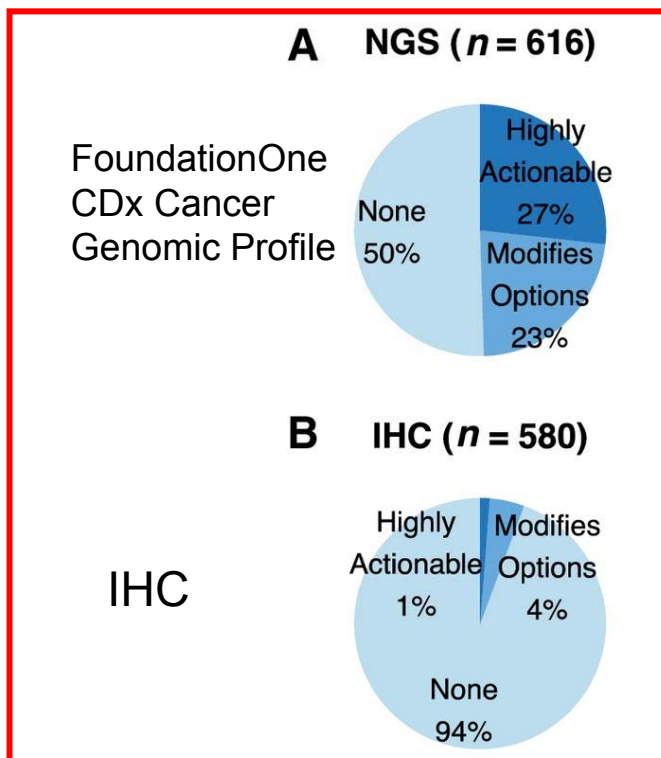 A NGS (n = 616)
FoundationOne
CDx Cancer
Genomic Profile
None
50%
Highly
Actionable
27%
Modifies
Options
23%
B IHC (n = 580)
IHC
Highly
Actionable
1%
Modifies
Options
4%
None
94%